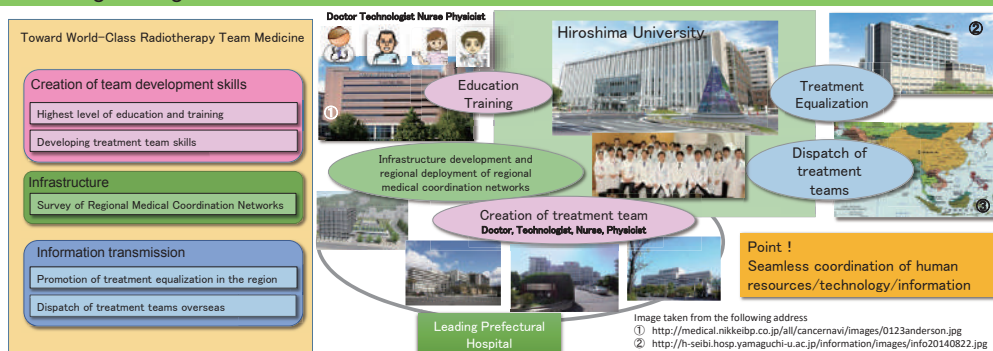 Toward World-Class Radiotherapy Team Medicine
Creation of team development skills
Highest level of education and training
Developing treatment team skills
Infrastructure
Survey of Regional Medical Coordination Networks
Information transmission
Promotion of treatment equalization in the region
Dispatch of treatment teams overseas
Doctor Technologist Nurse Physicist
①
Education
Training
Hiroshima University
②
Treatment
Equalization
Infrastructure development and
regional deployment of regional
medical coordination networks
Dispatch of
treatment
teams
③
Creation of treatment team
Doctor, Technologist, Nurse, Physicist
Leading Prefectural
Hospital
Point !
Seamless coordination of human
resources/technology/information
Image taken from the following address
① http://medical.nikkeibp.co.jp/all/cancernavi/images/0123anderson.jpg
② http://h-seibi.hosp.yamaguchi-u.ac.jp/information/images/info20140822.jpg